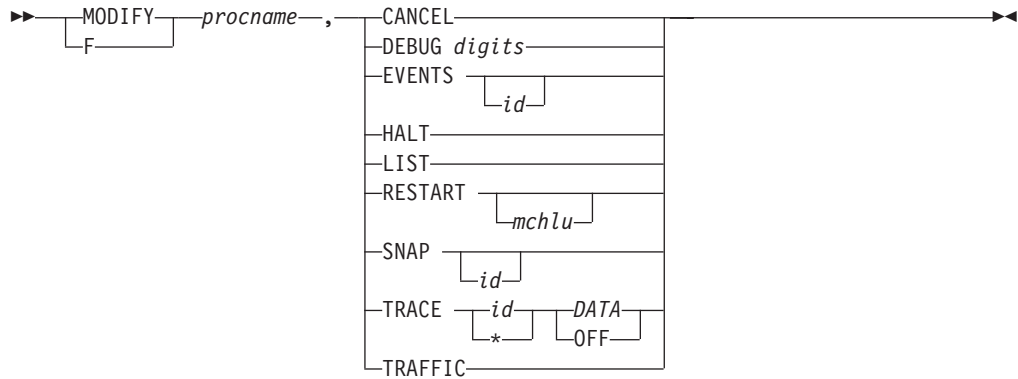 MODIFY procname , CANCEL
F DEBUG digits
EVENTS
id
HALT
LIST
RESTART
mchlu
SNAP
id
TRACE id DATA
* OFF
TRAFFIC